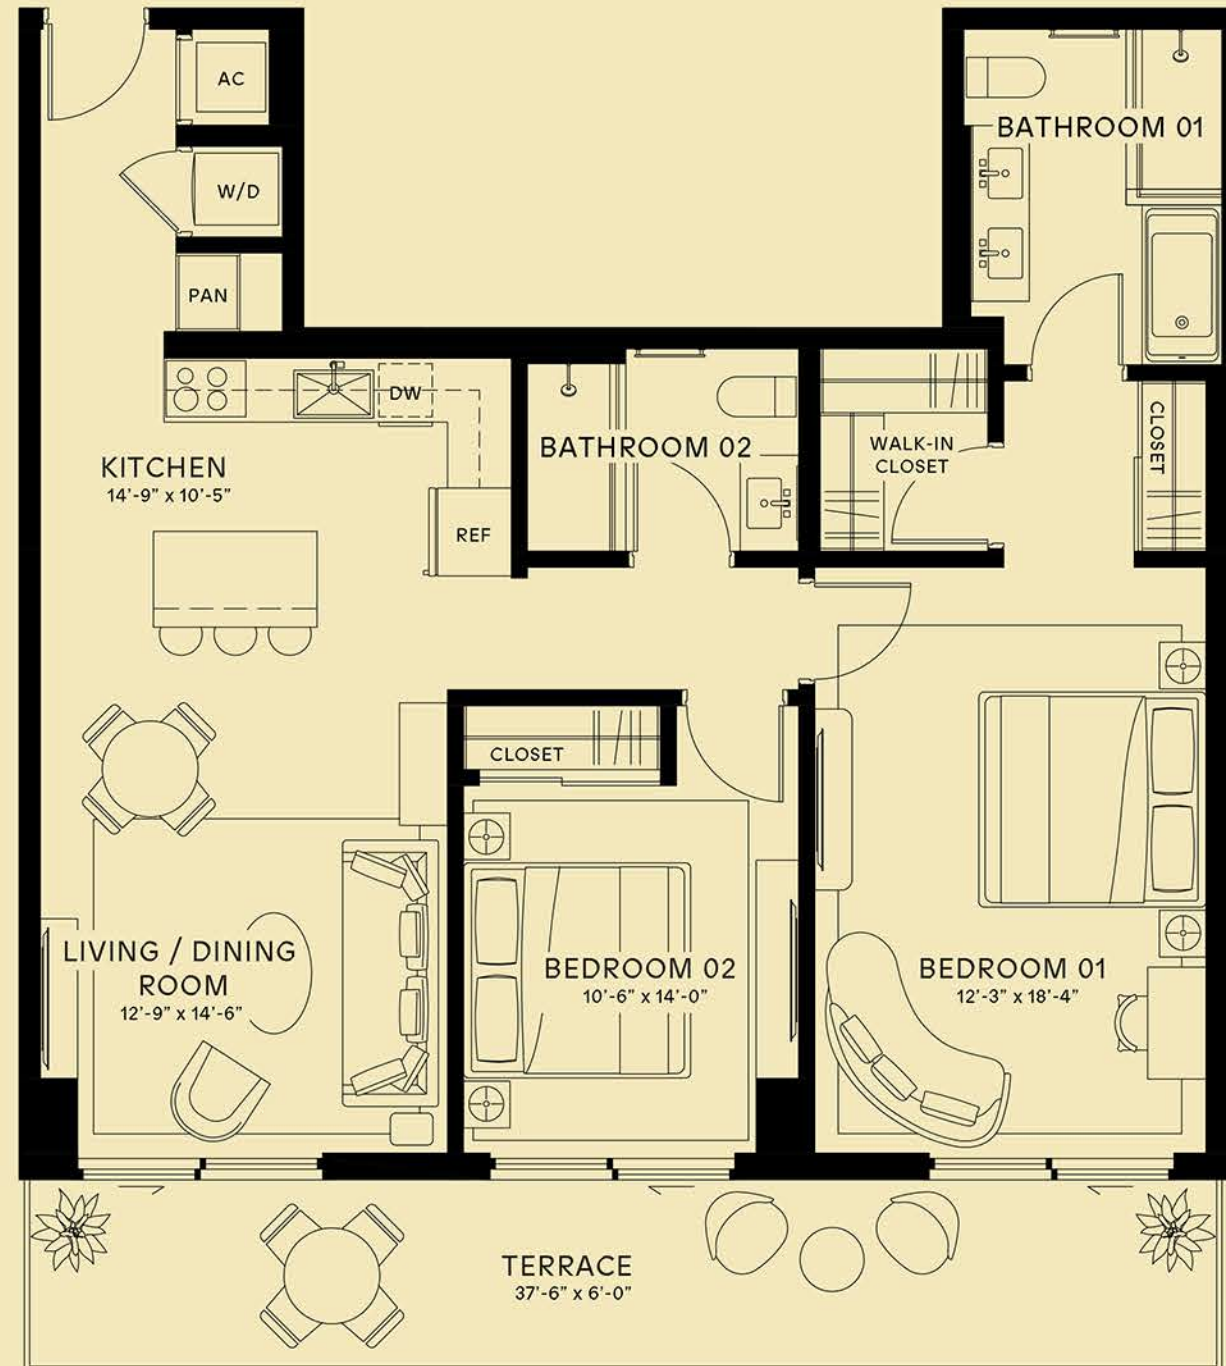 AC
BATHROOM 01
W/D
PAN
DW
BATHROOM 02
WALK-IN
CLOSET
CLOSET
KITCHEN
14'-9" x 10'-5"
REF
CLOSET
LIVING / DINING
ROOM
12'-9" x 14'-6"
BEDROOM 02
10'-6" x 14'-0"
BEDROOM 01
12'-3" x 18'-4"
TERRACE
37'-6" x 6'-0"